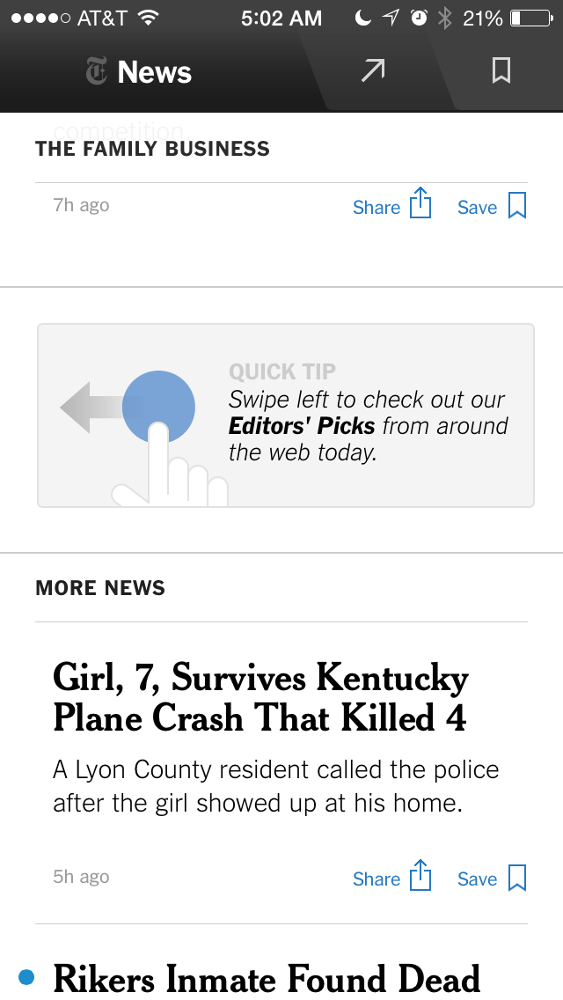 AT&T 5:02 AM 21%
News
competition.
THE FAMILY BUSINESS
7h ago Share Save
QUICK TIP
Swipe left to check out our
Editors' Picks from around
the web today.
MORE NEWS
Girl, 7, Survives Kentucky
Plane Crash That Killed 4
A Lyon County resident called the police
after the girl showed up at his home.
5h ago Share Save
Rikers Inmate Found Dead